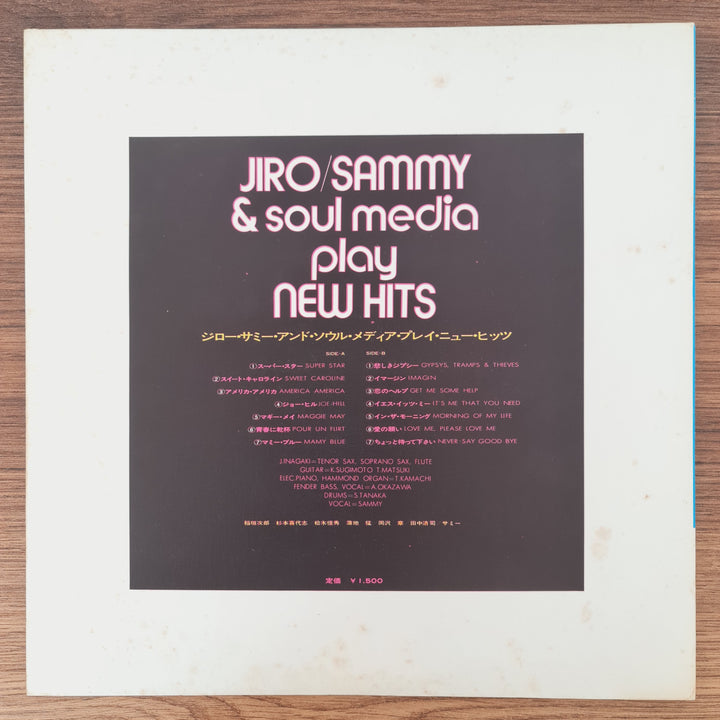 JIRO/SAMMY
& soul media
play
NEW HITS
ジロー・サミー・アンド・ソウル・メディア・プレイ・ニュー・ヒッツ
SIDE-A
①スーパー・スター SUPER STAR
②スイート・キャロライン SWEET CAROLINE
③アメリカ・アメリカ AMERICA AMERICA
④ジョー・ヒル JOE-HILL
⑤マギー・メイ MAGGIE MAY
⑥青春に乾杯 POUR UN FLIRT
⑦マミー・ブルー MAMY BLUE
SIDE-B
①悲しきジプシー GYPSYS, TRAMPS & THIEVES
②イマージン IMAGIN
③恋のヘルプ GET ME SOME HELP
④イエス・イッツ・ミー IT'S ME THAT YOU NEED
⑤イン・ザ・モーニング MORNING OF MY LIFE
⑥愛の願い LOVE ME, PLEASE LOVE ME
⑦ちょっと待って下さい NEVER SAY GOOD BYE
J.INAGAKI=TENOR SAX, SOPRANO SAX, FLUTE
GUITAR=K.SUGIMOTO T.MATSUKI
ELEC.PIANO, HAMMOND ORGAN=T.KAMACHI
FENDER BASS, VOCAL=A.OKAZAWA
DRUMS=S.TANAKA
VOCAL=SAMMY
稲垣次郎 杉本喜代志 松木恒秀 蒲池 猛 岡沢 章 田中清司 サミー
定価 ¥1,500